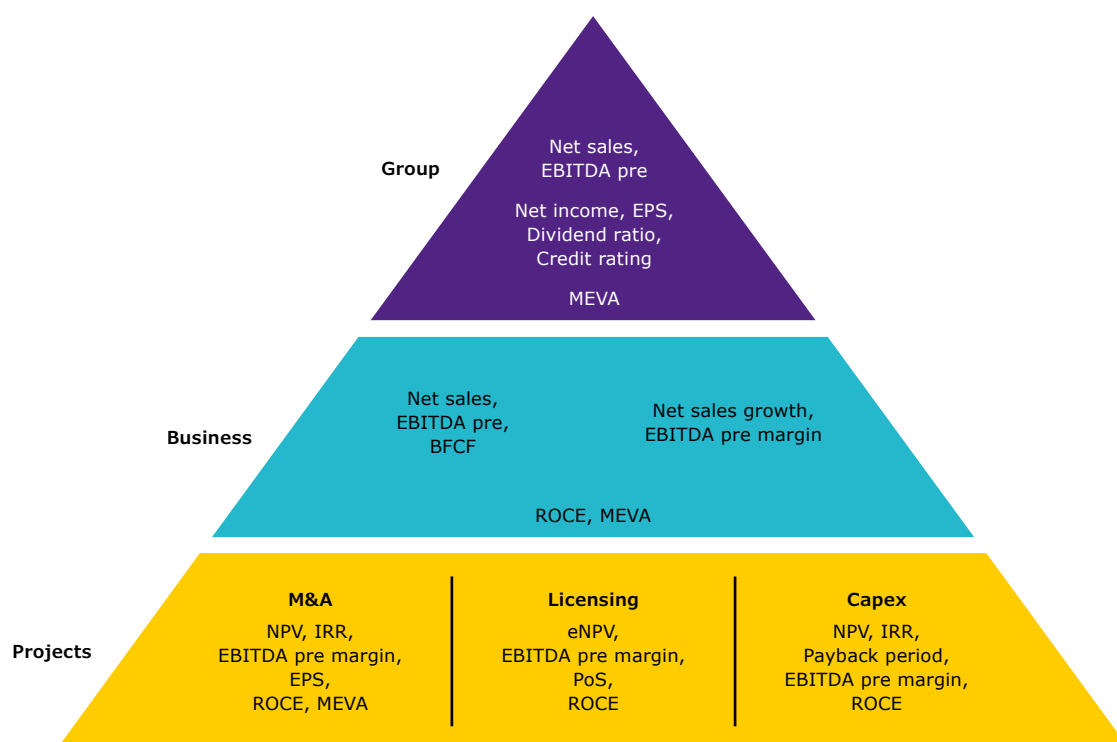 Group
Net sales,
EBITDA pre
Net income, EPS,
Dividend ratio,
Credit rating
MEVA
Business
Net sales,
EBITDA pre,
BFCF
Net sales growth,
EBITDA pre margin
ROCE, MEVA
Projects
M&A
NPV, IRR,
EBITDA pre margin,
EPS,
ROCE, MEVA
Licensing
eNPV,
EBITDA pre margin,
PoS,
ROCE
Capex
NPV, IRR,
Payback period,
EBITDA pre margin,
ROCE